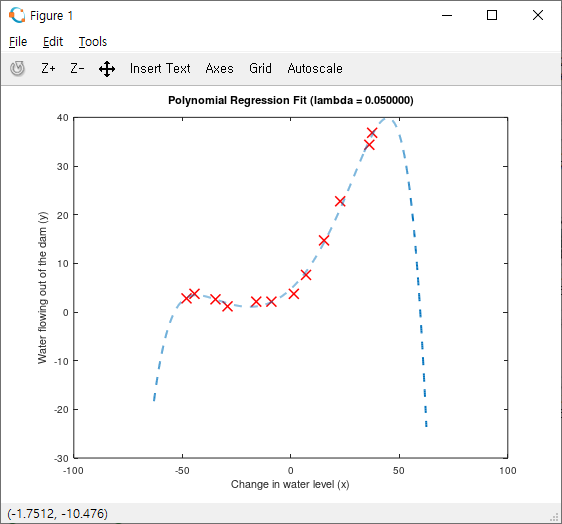 Figure 1
File Edit Tools
Z+ Z- Insert Text Axes Grid Autoscale
Polynomial Regression Fit (lambda = 0.050000)
40
30
20
10
0
-10
-20
-30
Water flowing out of the dam (y)
-100 -50 0 50 100
Change in water level (x)
(-1.7512, -10.476)